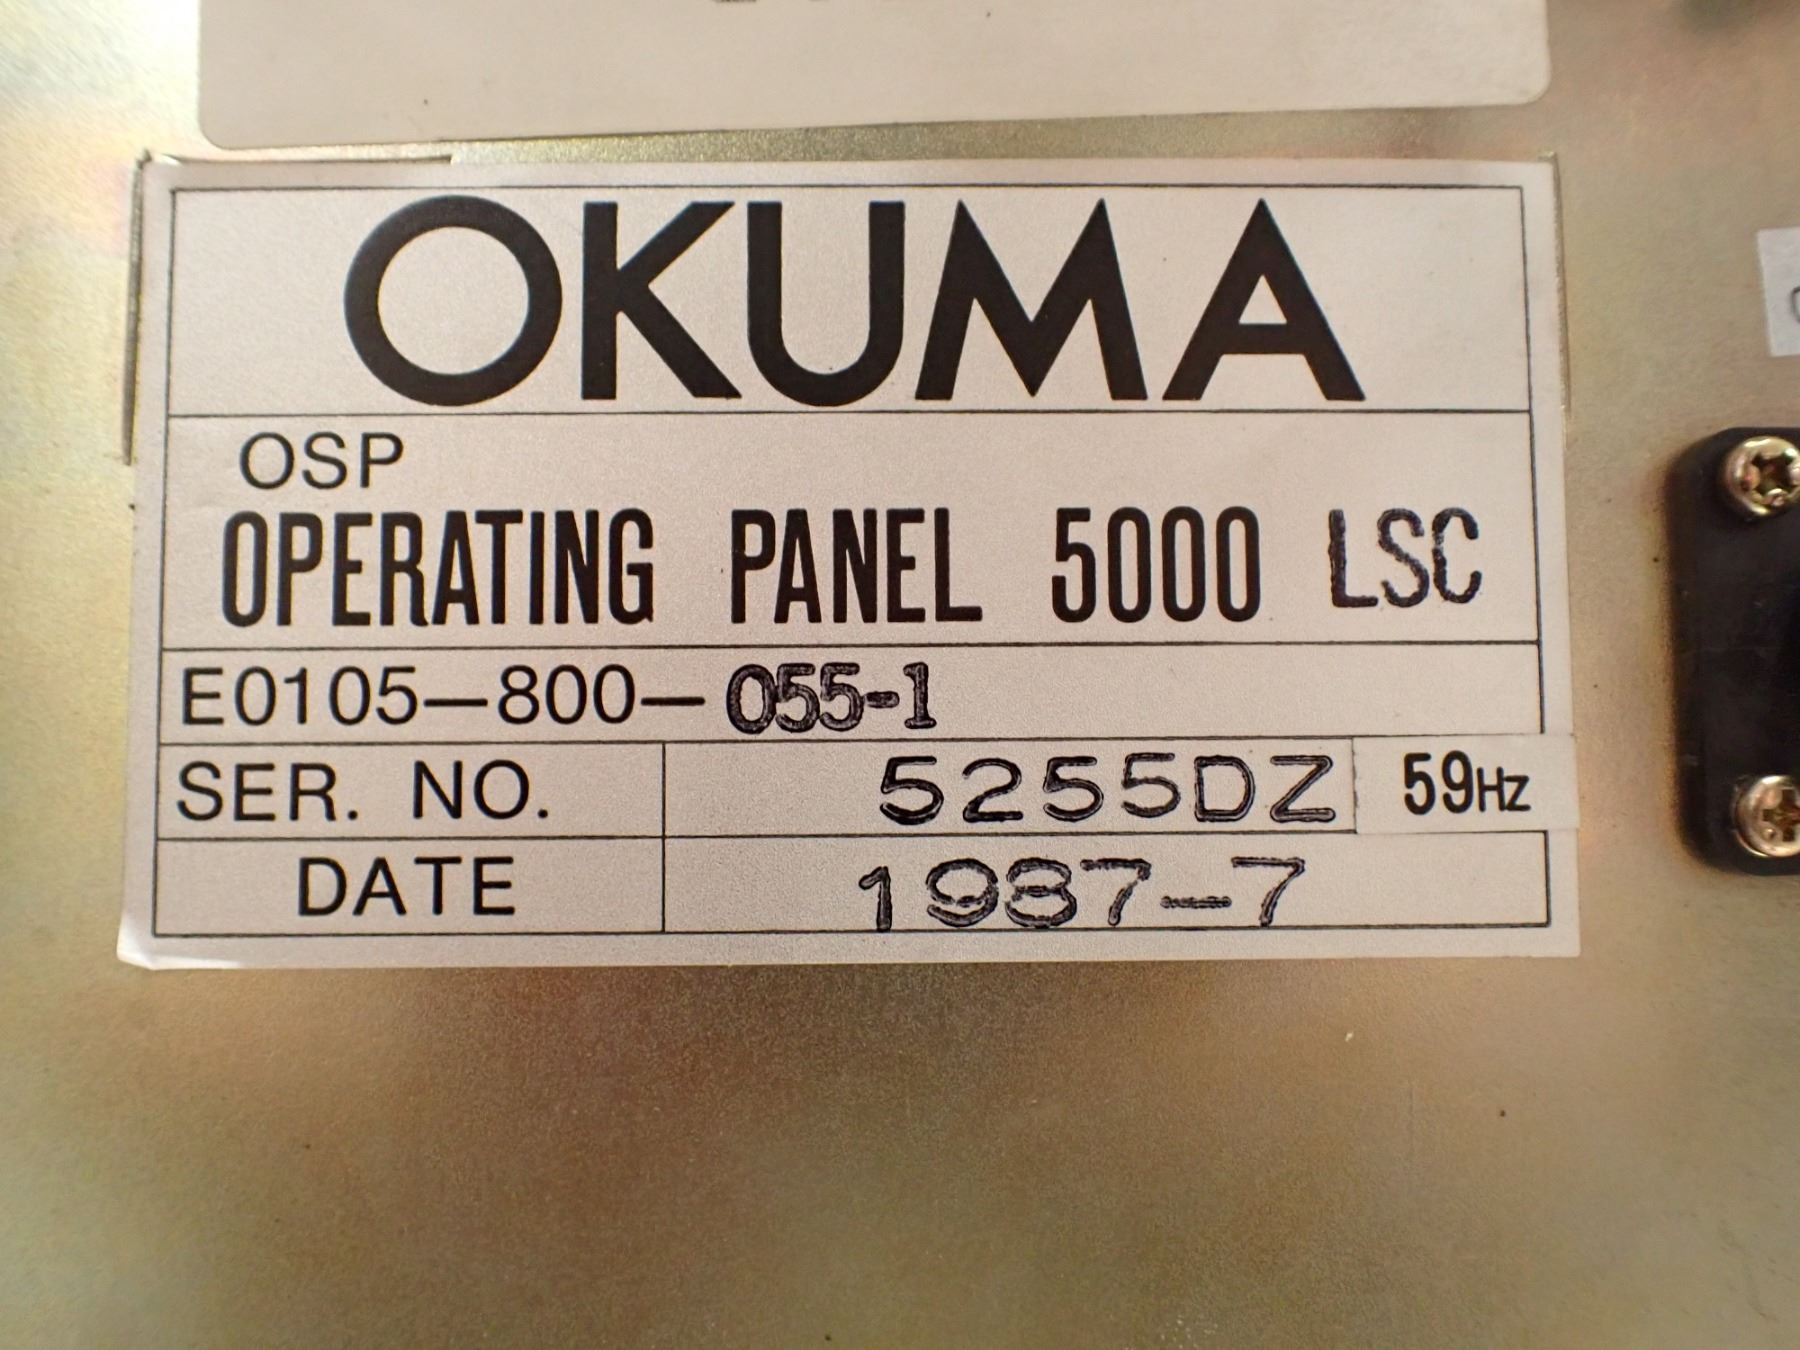 OKUMA
OSP
OPERATING PANEL 5000 LSC
E0105-800-055-1
SER. NO. 5255DZ 59Hz
DATE 1987-7